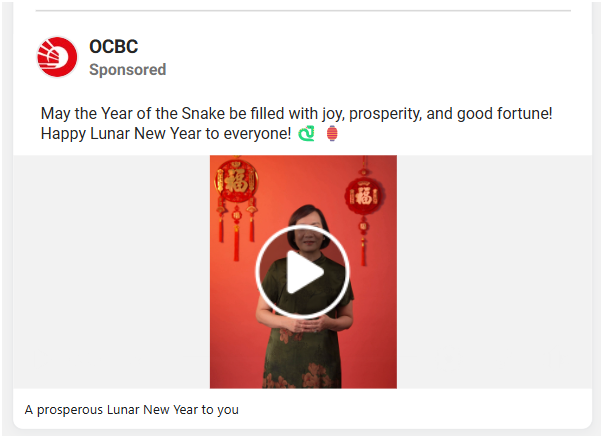 OCBC
Sponsored
May the Year of the Snake be filled with joy, prosperity, and good fortune!
Happy Lunar New Year to everyone! 🐍 🏮
福
福
A prosperous Lunar New Year to you